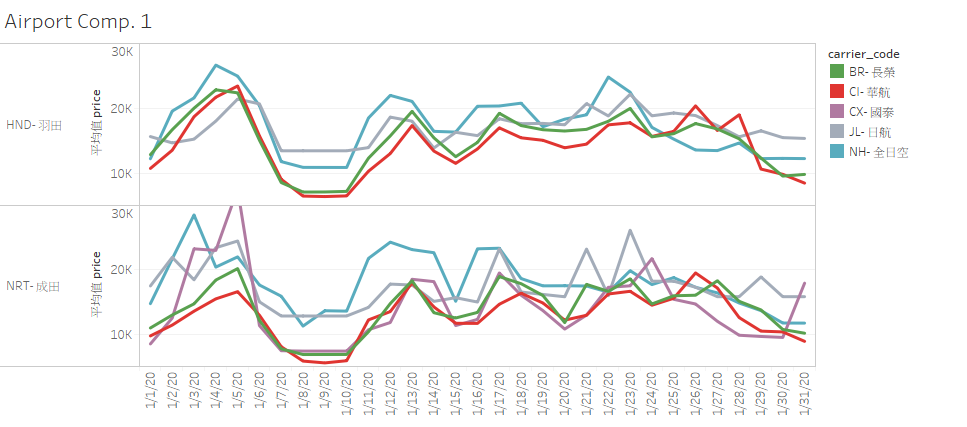 Airport Comp. 1
carrier_code
BR- 長榮
CI- 華航
CX- 國泰
JL- 日航
NH- 全日空
HND- 羽田
平均值 price
30K
20K
10K
NRT- 成田
平均值 price
30K
20K
10K
1/1/20
1/2/20
1/3/20
1/4/20
1/5/20
1/6/20
1/7/20
1/8/20
1/9/20
1/10/20
1/11/20
1/12/20
1/13/20
1/14/20
1/15/20
1/16/20
1/17/20
1/18/20
1/19/20
1/20/20
1/21/20
1/22/20
1/23/20
1/24/20
1/25/20
1/26/20
1/27/20
1/28/20
1/29/20
1/30/20
1/31/20